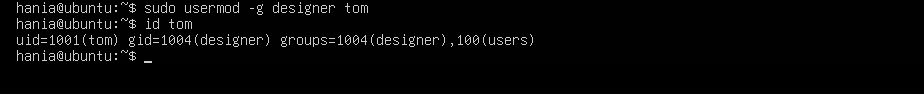 hania@ubuntu:~$ sudo usermod -g designer tom
hania@ubuntu:~$ id tom
uid=1001(tom) gid=1004(designer) groups=1004(designer),100(users)
hania@ubuntu:~$ _